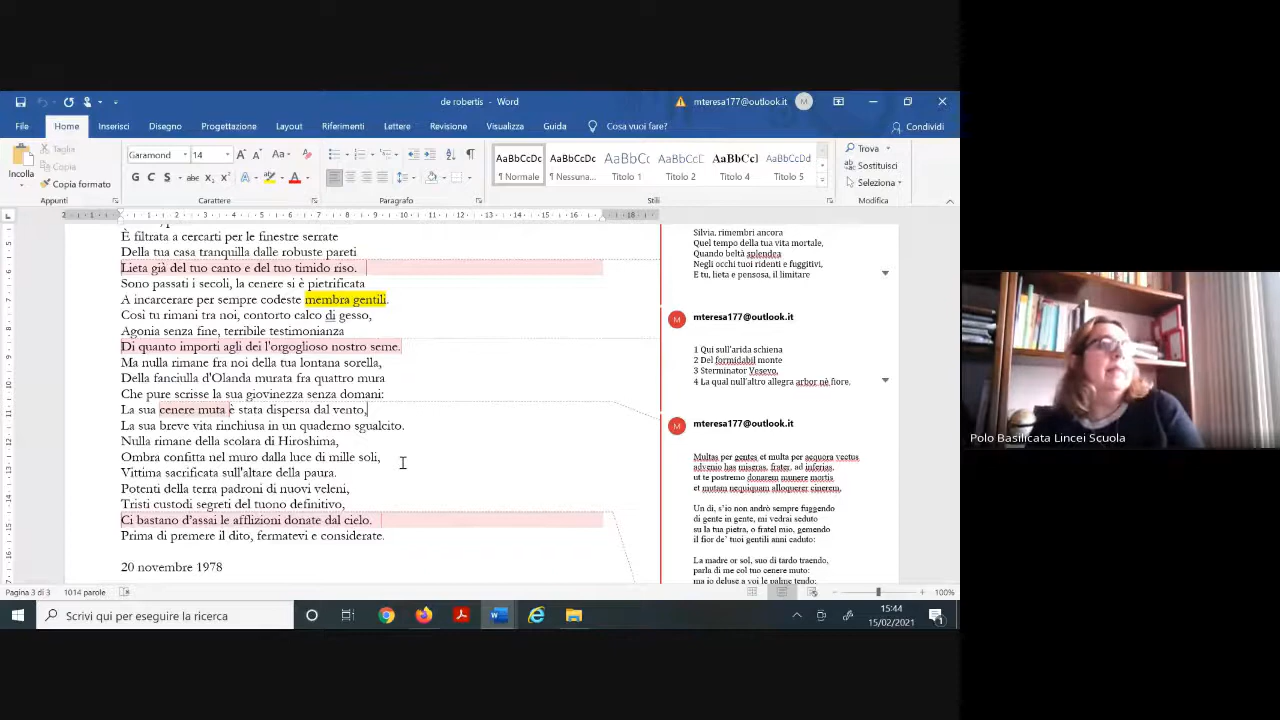 de robertis - Word
mteresa177@outlook.it
M
File
Home
Inserisci
Disegno
Progettazione
Layout
Riferimenti
Lettere
Revisione
Visualizza
Guida
Cosa vuoi fare?
Condividi
Incolla
Taglia
Copia
Copia formato
Appunti
Garamond
14
Aa
G C S abc
Carattere
Paragrafo
AaBbCcDc AaBbCcDc AaBbC AaBbCcD AaBbCcI AaBbCcDd
¶ Normale ¶ Nessuna... Titolo 1 Titolo 2 Titolo 4 Titolo 5
Stili
Trova
Sostituisci
Seleziona
Modifica
È filtrata a cercarti per le finestre serrate
Della tua casa tranquilla dalle robuste pareti
Lieta già del tuo canto e del tuo timido riso.
Sono passati i secoli, la cenere si è pietrificata
A incarcerare per sempre codeste membra gentili.
Così tu rimani tra noi, contorto calco di gesso,
Agonia senza fine, terribile testimonianza
Di quanto importi agli dei l'orgoglioso nostro seme.
Ma nulla rimane fra noi della tua lontana sorella,
Della fanciulla d'Olanda murata fra quattro mura
Che pure scrisse la sua giovinezza senza domani:
La sua cenere muta è stata dispersa dal vento,
La sua breve vita rinchiusa in un quaderno sgualcito.
Nulla rimane della scolara di Hiroshima,
Ombra confitta nel muro dalla luce di mille soli,
Vittima sacrificata sull'altare della paura.
Potenti della terra padroni di nuovi veleni,
Tristi custodi segreti del tuono definitivo,
Ci bastano d'assai le afflizioni donate dal cielo.
Prima di premere il dito, fermatevi e considerate.
20 novembre 1978
Silvia, rimembri ancora
Quel tempo della tua vita mortale,
Quando beltà splendea
Negli occhi tuoi ridenti e fuggitivi,
E tu, lieta e pensosa, il limitare
M
mteresa177@outlook.it
1 Qui sull'arida schiena
2 Del formidabil monte
3 Sterminator Vesevo,
4 La qual null'altro allegra arbor nè fiore,
M
mteresa177@outlook.it
Multas per gentes et multa per aequora vectus
advenio has miseras, frater, ad inferias,
ut te postremo donarem munere mortis
et mutam nequiquam alloquerer cinerem,
Un dì, s'io non andrò sempre fuggendo
di gente in gente, mi vedrai seduto
su la tua pietra, o fratel mio, gemendo
il fior de' tuoi gentili anni caduto:
La madre or sol, suo dì tardo traendo,
parla di me col tuo cenere muto:
ma io deluse a voi le palme tendo;
Pagina 3 di 3
1014 parole
100%
Scrivi qui per eseguire la ricerca
15:44
15/02/2021
Polo Basilicata Lincei Scuola